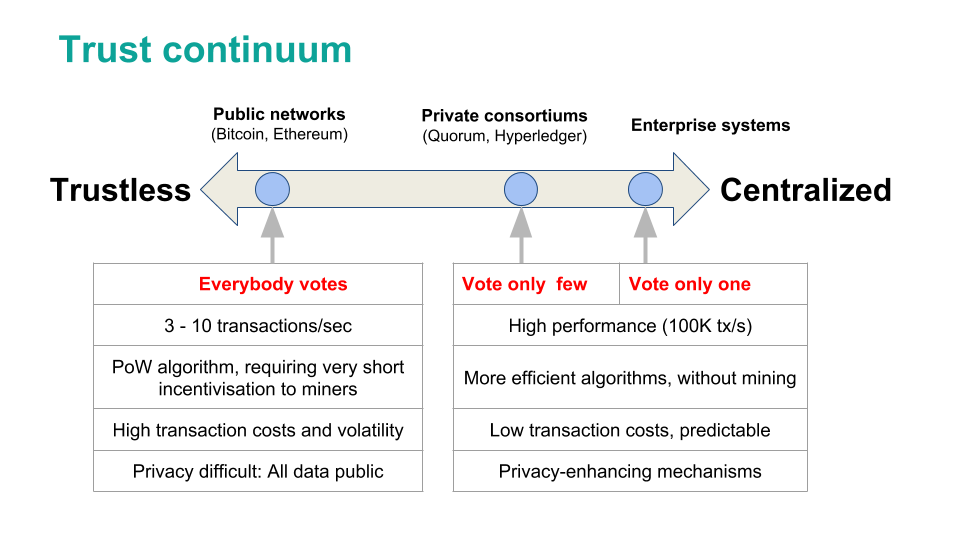 Trust continuum
Public networks
(Bitcoin, Ethereum)
Private consortiums
(Quorum, Hyperledger)
Enterprise systems
Trustless
Centralized
Everybody votes
3 - 10 transactions/sec
PoW algorithm, requiring very short
incentivisation to miners
High transaction costs and volatility
Privacy difficult: All data public
Vote only  few
Vote only one
High performance (100K tx/s)
More efficient algorithms, without mining
Low transaction costs, predictable
Privacy-enhancing mechanisms